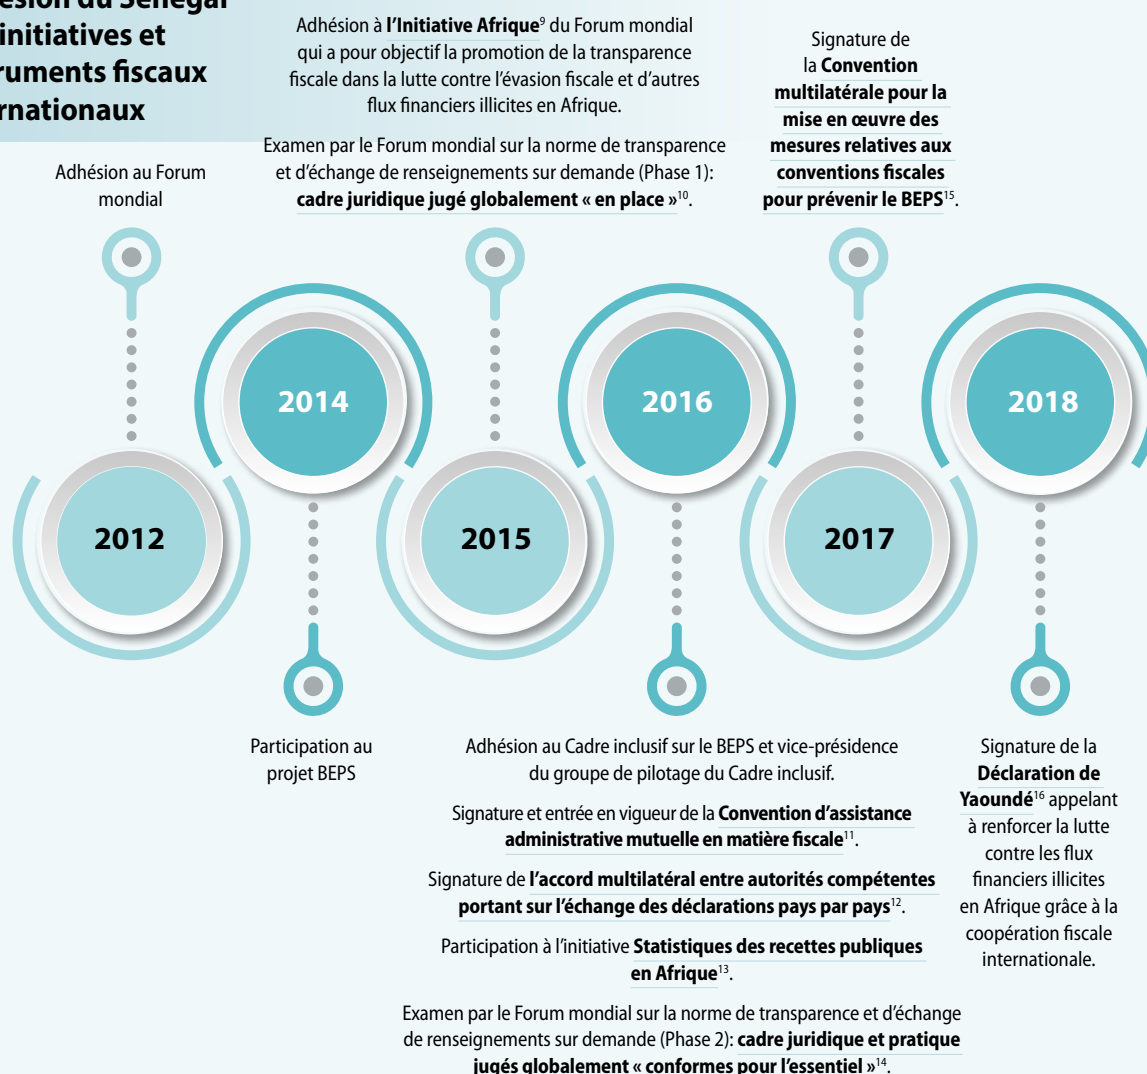 ésion du Sénégal
initiatives et
ruments fiscaux
rnationaux
Adhésion au Forum
mondial
2012
2014
Participation au
projet BEPS
Adhésion à l'Initiative Afrique9 du Forum mondial
qui a pour objectif la promotion de la transparence
fiscale dans la lutte contre l'évasion fiscale et d'autres
flux financiers illicites en Afrique.
Examen par le Forum mondial sur la norme de transparence
et d'échange de renseignements sur demande (Phase 1):
cadre juridique jugé globalement « en place »10.
2015
2016
Adhésion au Cadre inclusif sur le BEPS et vice-présidence
du groupe de pilotage du Cadre inclusif.
Signature et entrée en vigueur de la Convention d'assistance
administrative mutuelle en matière fiscale11.
Signature de l'accord multilatéral entre autorités compétentes
portant sur l'échange des déclarations pays par pays12.
Participation à l'initiative Statistiques des recettes publiques
en Afrique13.
Examen par le Forum mondial sur la norme de transparence et d'échange
de renseignements sur demande (Phase 2): cadre juridique et pratique
jugés globalement « conformes pour l'essentiel »14.
Signature de
la Convention
multilatérale pour la
mise en œuvre des
mesures relatives aux
conventions fiscales
pour prévenir le BEPS15.
2017
2018
Signature de la
Déclaration de
Yaoundé16 appelant
à renforcer la lutte
contre les flux
financiers illicites
en Afrique grâce à la
coopération fiscale
internationale.